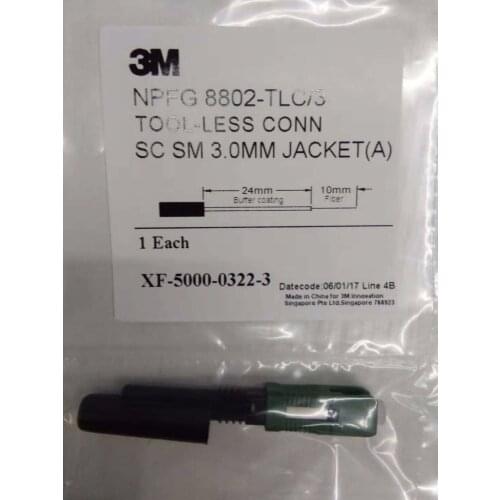 3M
NPFG 8802-TLC/3
TOOL-LESS CONN
SC SM 3.0MM JACKET(A)
24mm 10mm
Buffer coating Fiber
1 Each
XF-5000-0322-3
Datecode:06/01/17 Line 4B
Made in China for 3M Innovation
Singapore Pte Ltd.Singapore 768923